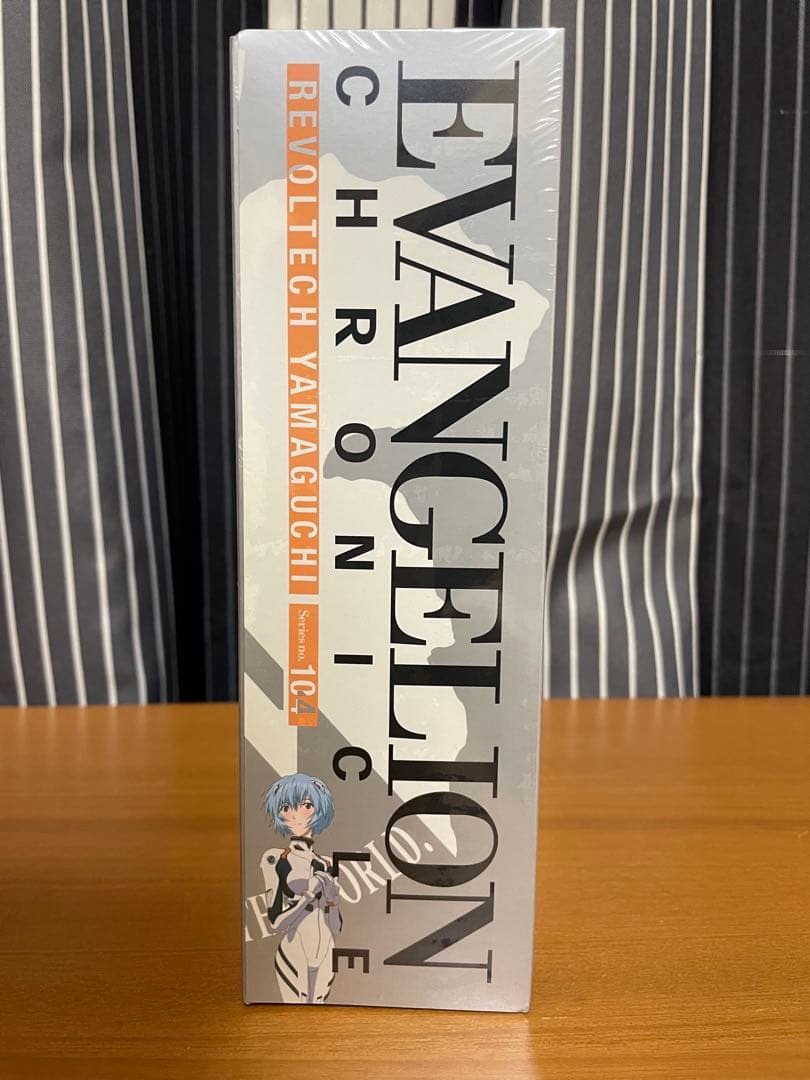 EVANGELION
CHRONICLE
REVOLTECH YAMAGUCHI Series no. 104